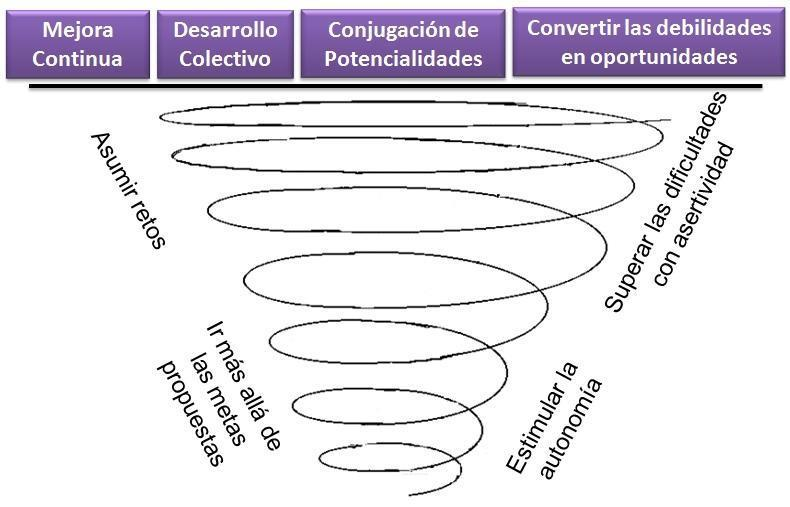 Mejora
Continua
Desarrollo
Colectivo
Conjugación de
Potencialidades
Convertir las debilidades
en oportunidades
Asumir retos
Superar las dificultades
con asertividad
Ir más allá de
las metas
propuestas
Estimular la
autonomía